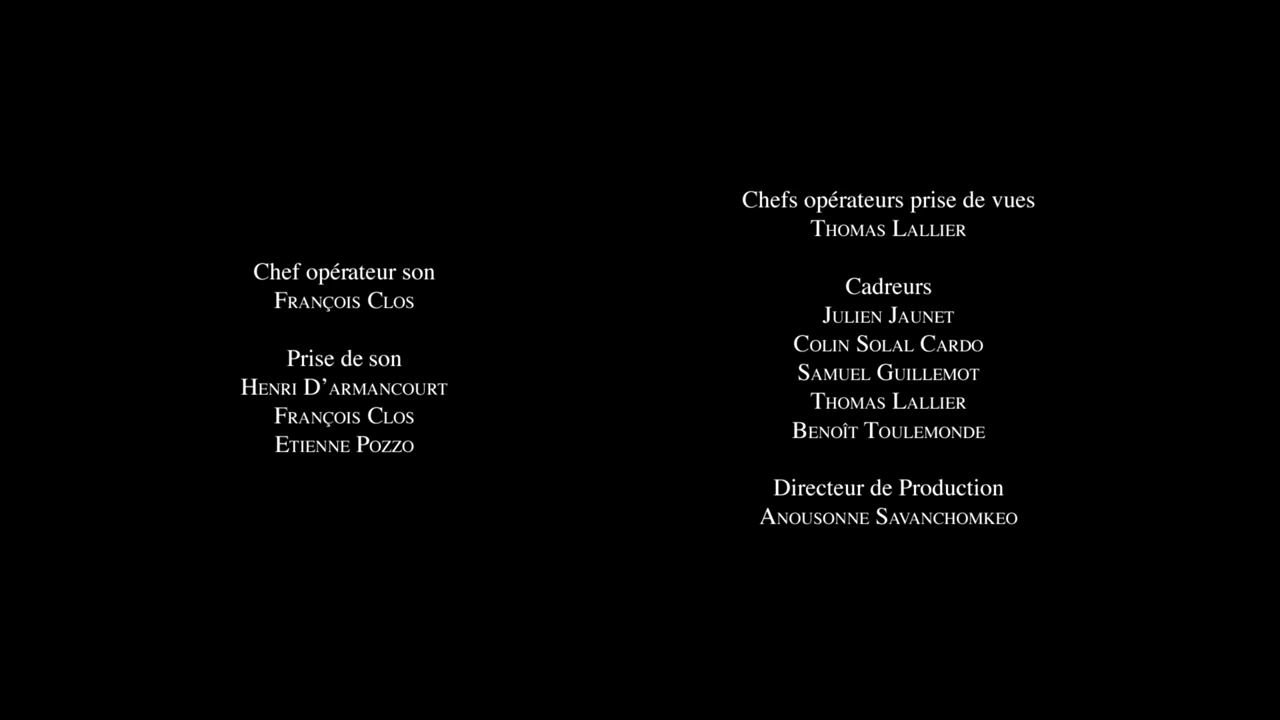 Chef opérateur son
François Clos
Prise de son
Henri D’armancourt
François Clos
Etienne Pozzo
Chefs opérateurs prise de vues
Thomas Lallier
Cadreurs
Julien Jaunet
Colin Solal Cardo
Samuel Guillemot
Thomas Lallier
Benoît Toulemonde
Directeur de Production
Anousonne Savanchomkeo